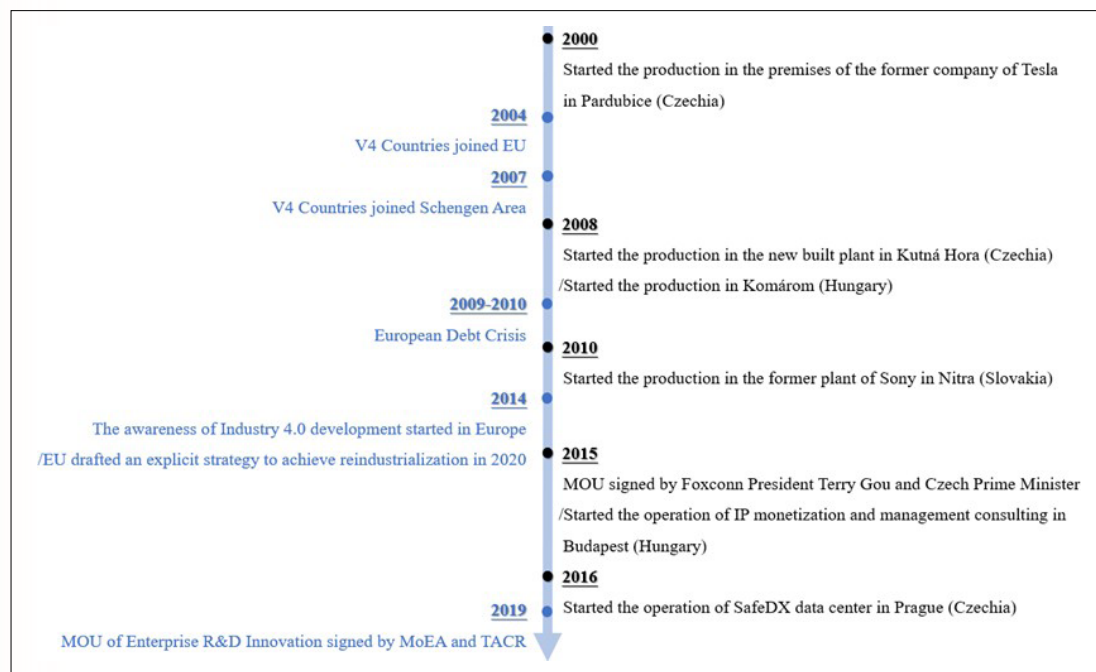 2000
Started the production in the premises of the former company of Tesla
in Pardubice (Czechia)
2004
V4 Countries joined EU
2007
V4 Countries joined Schengen Area
2008
Started the production in the new built plant in Kutná Hora (Czechia)
/Started the production in Komárom (Hungary)
2009-2010
European Debt Crisis
2010
Started the production in the former plant of Sony in Nitra (Slovakia)
2014
The awareness of Industry 4.0 development started in Europe
/EU drafted an explicit strategy to achieve reindustrialization in 2020
2015
MOU signed by Foxconn President Terry Gou and Czech Prime Minister
/Started the operation of IP monetization and management consulting in
Budapest (Hungary)
2016
Started the operation of SafeDX data center in Prague (Czechia)
2019
MOU of Enterprise R&D Innovation signed by MoEA and TACR